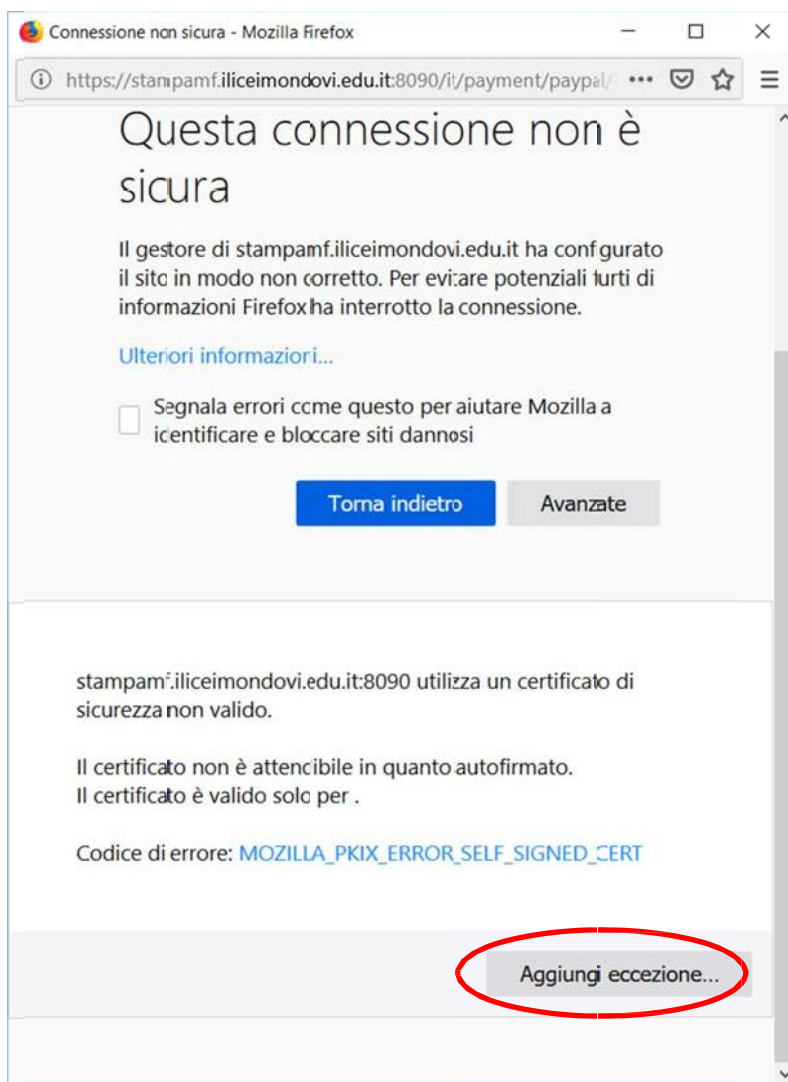 Connessione non sicura - Mozilla Firefox
https://stampamf.iliceimondovi.edu.it:8090/it/payment/paypal/
Questa connessione non è
sicura
Il gestore di stampamf.iliceimondovi.edu.it ha configurato
il sito in modo non corretto. Per evitare potenziali furti di
informazioni Firefox ha interrotto la connessione.
Ulteriori informazioni...
Segnala errori come questo per aiutare Mozilla a
identificare e bloccare siti dannosi
Torna indietro
Avanzate
stampamf.iliceimondovi.edu.it:8090 utilizza un certificato di
sicurezza non valido.
Il certificato non è attendibile in quanto autofirmato.
Il certificato è valido solo per .
Codice di errore: MOZILLA_PKIX_ERROR_SELF_SIGNED_CERT
Aggiungi eccezione...